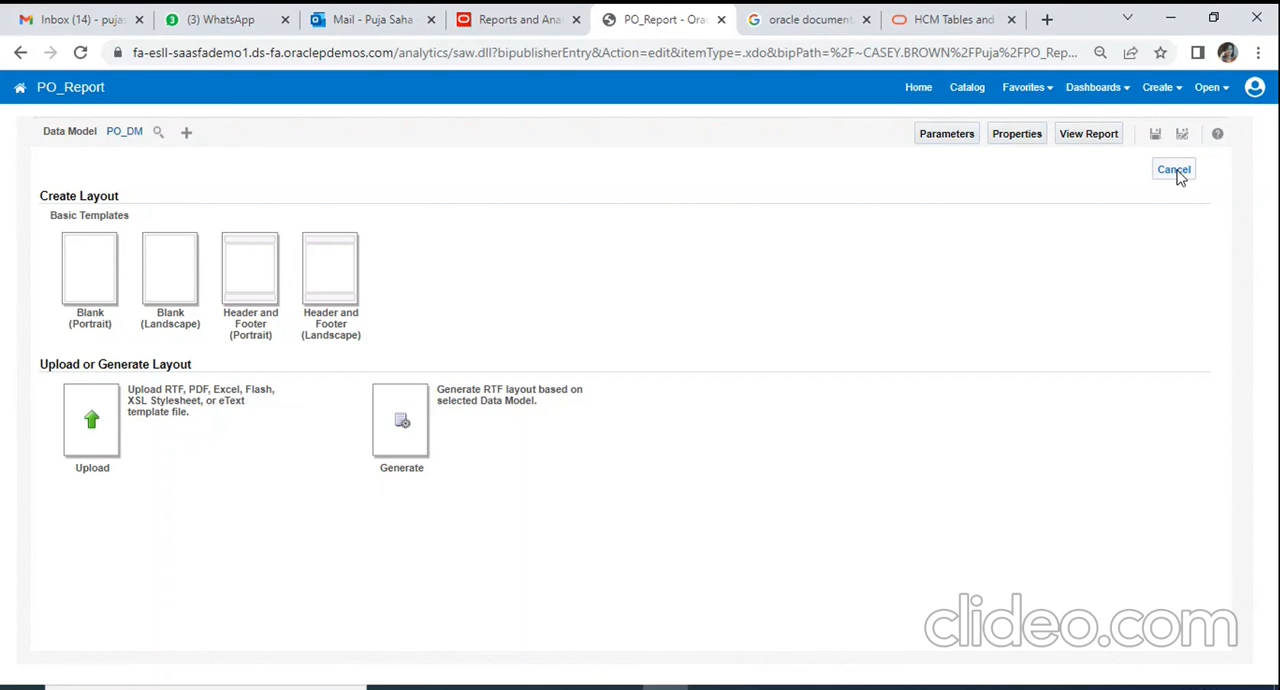 Inbox (14) - pujas
(3) WhatsApp
Mail - Puja Saha
Reports and Ana
PO_Report - Orac
oracle document
HCM Tables and
fa-esll-saasfademo1.ds-fa.oraclepdemos.com/analytics/saw.dll?bipublisherEntry&Action=edit&itemType=.xdo&bipPath=%2F~CASEY.BROWN%2FPuja%2FPO_Rep...
PO_Report
Home Catalog Favorites Dashboards Create Open
Data Model PO_DM
Parameters Properties View Report
Cancel
Create Layout
Basic Templates
Blank
(Portrait)
Blank
(Landscape)
Header and
Footer
(Portrait)
Header and
Footer
(Landscape)
Upload or Generate Layout
Upload RTF, PDF, Excel, Flash,
XSL Stylesheet, or eText
template file.
Upload
Generate RTF layout based on
selected Data Model.
Generate
clideo.com